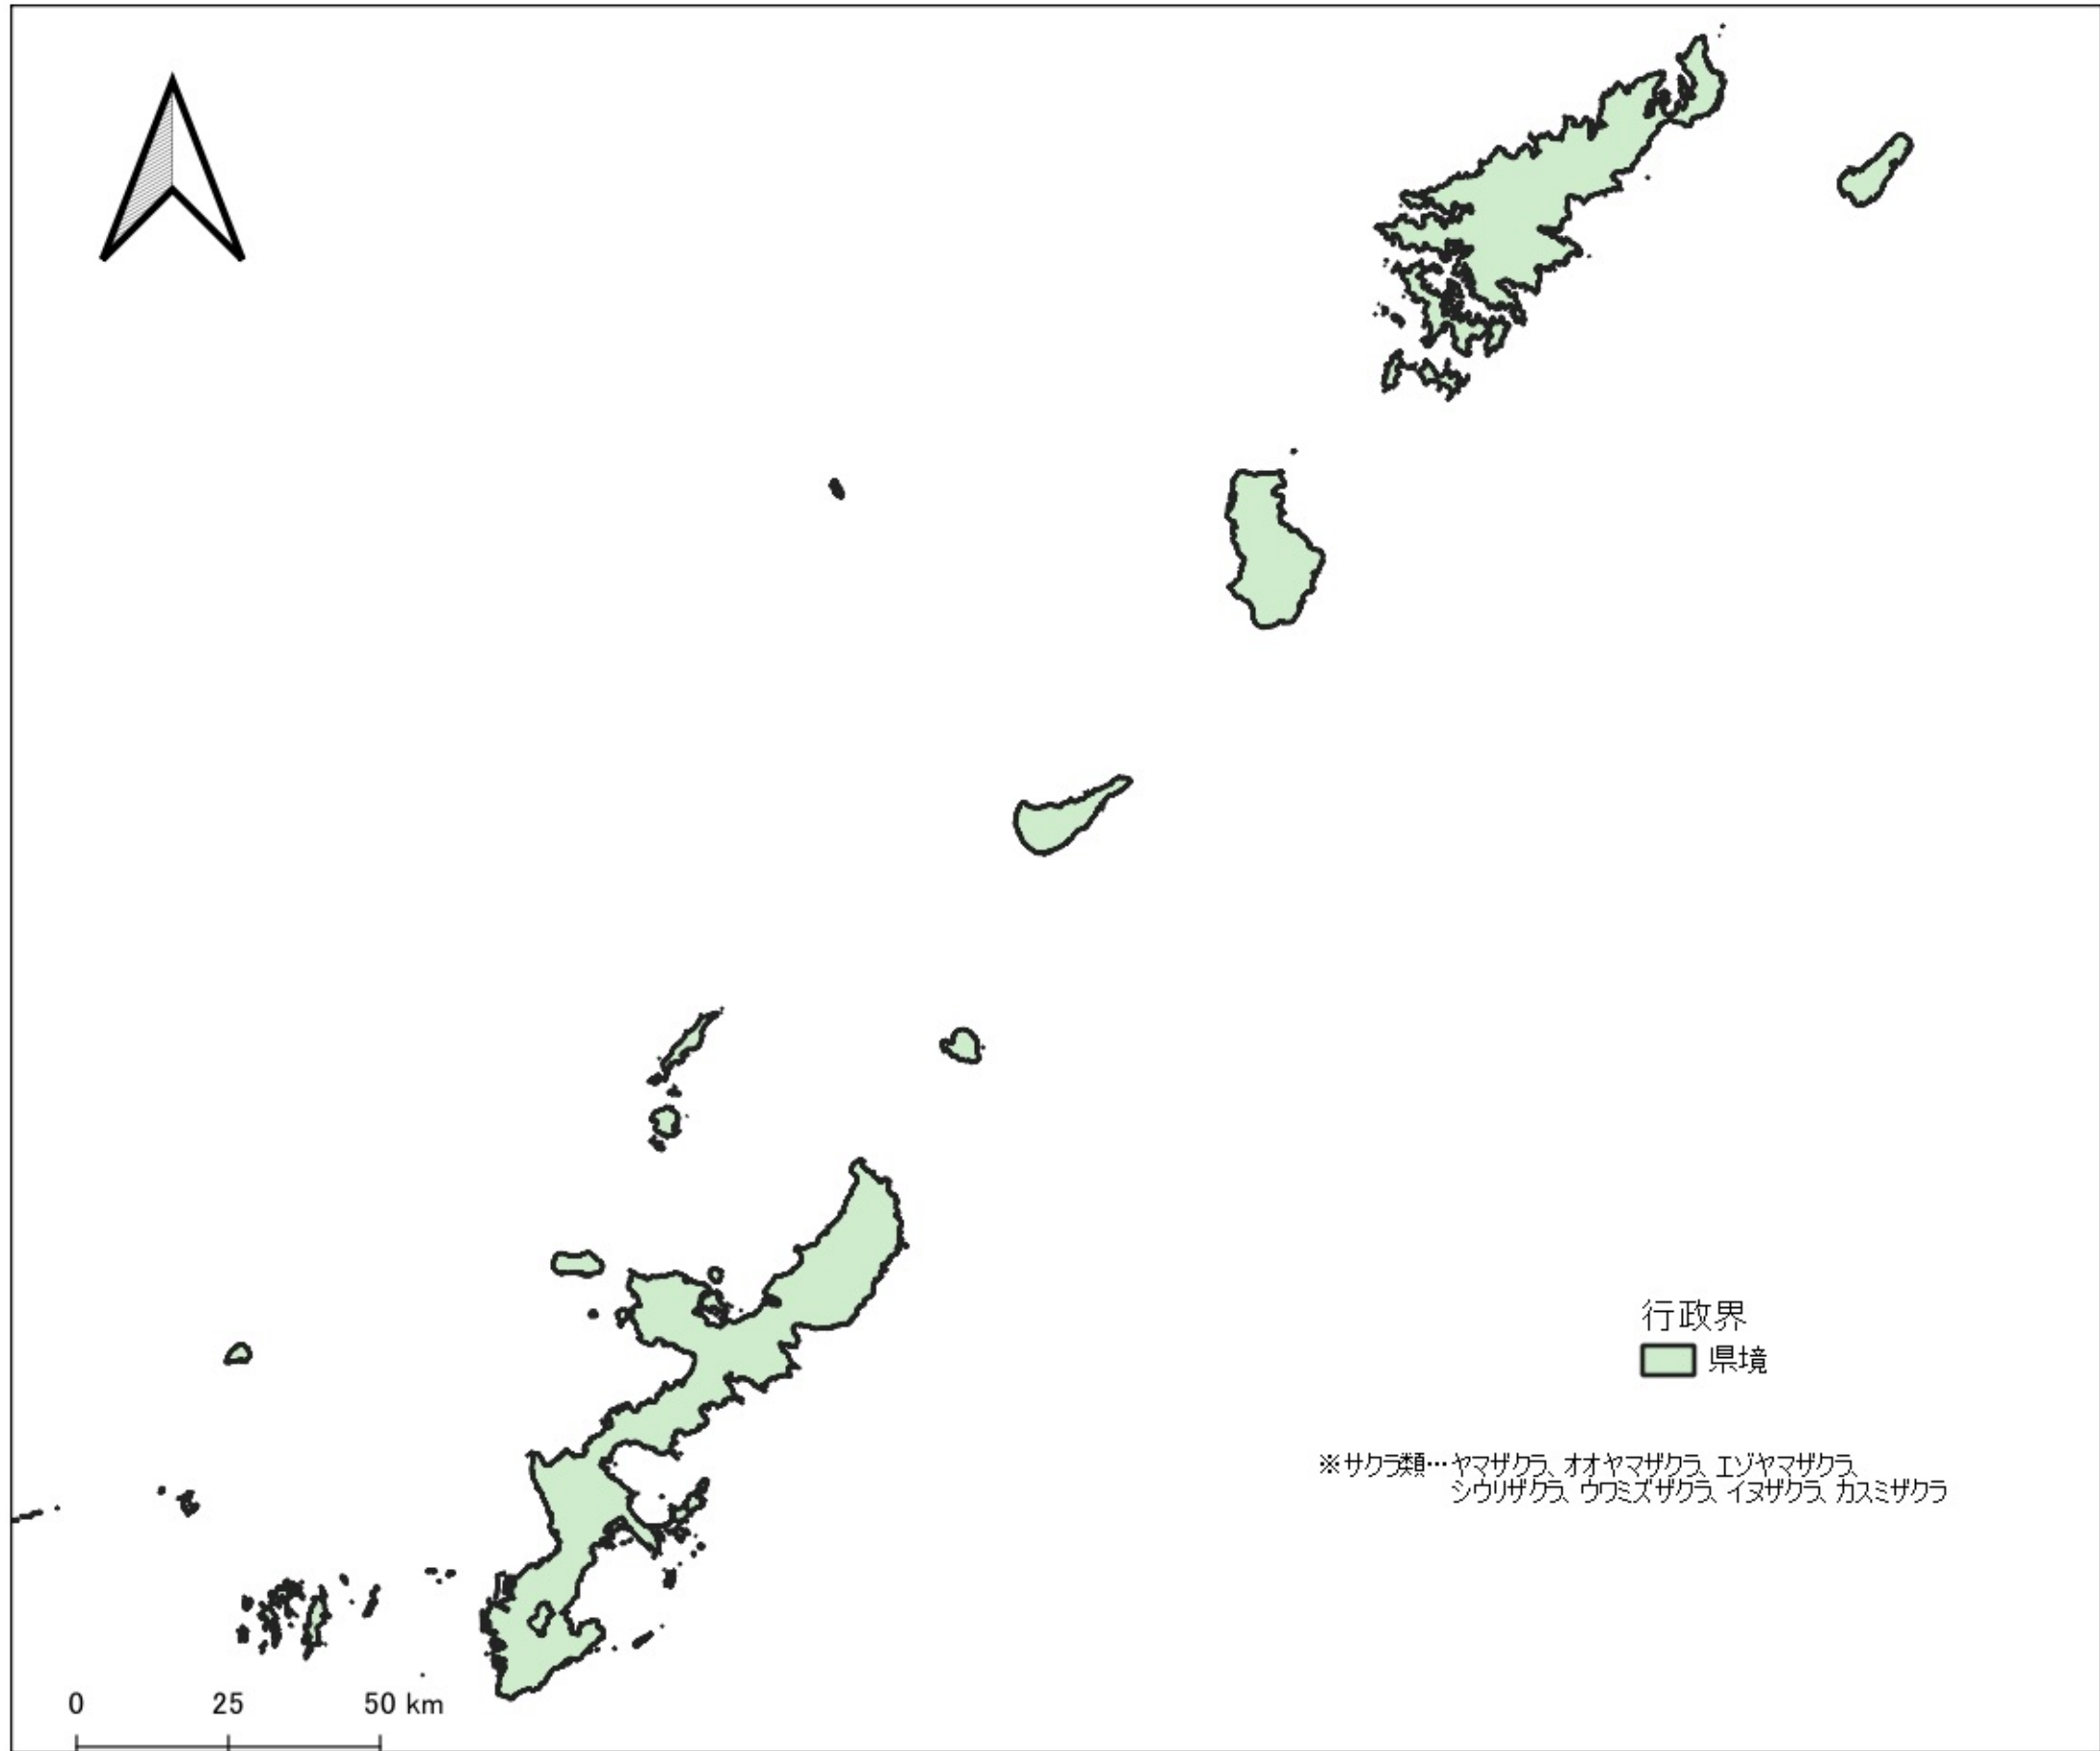 行政界
県境
※サクラ類…ヤマザクラ、オオヤマザクラ、エゾヤマザクラ、
シウリザクラ、ウワミズザクラ、イヌザクラ、カスミザクラ
0 25 50 km